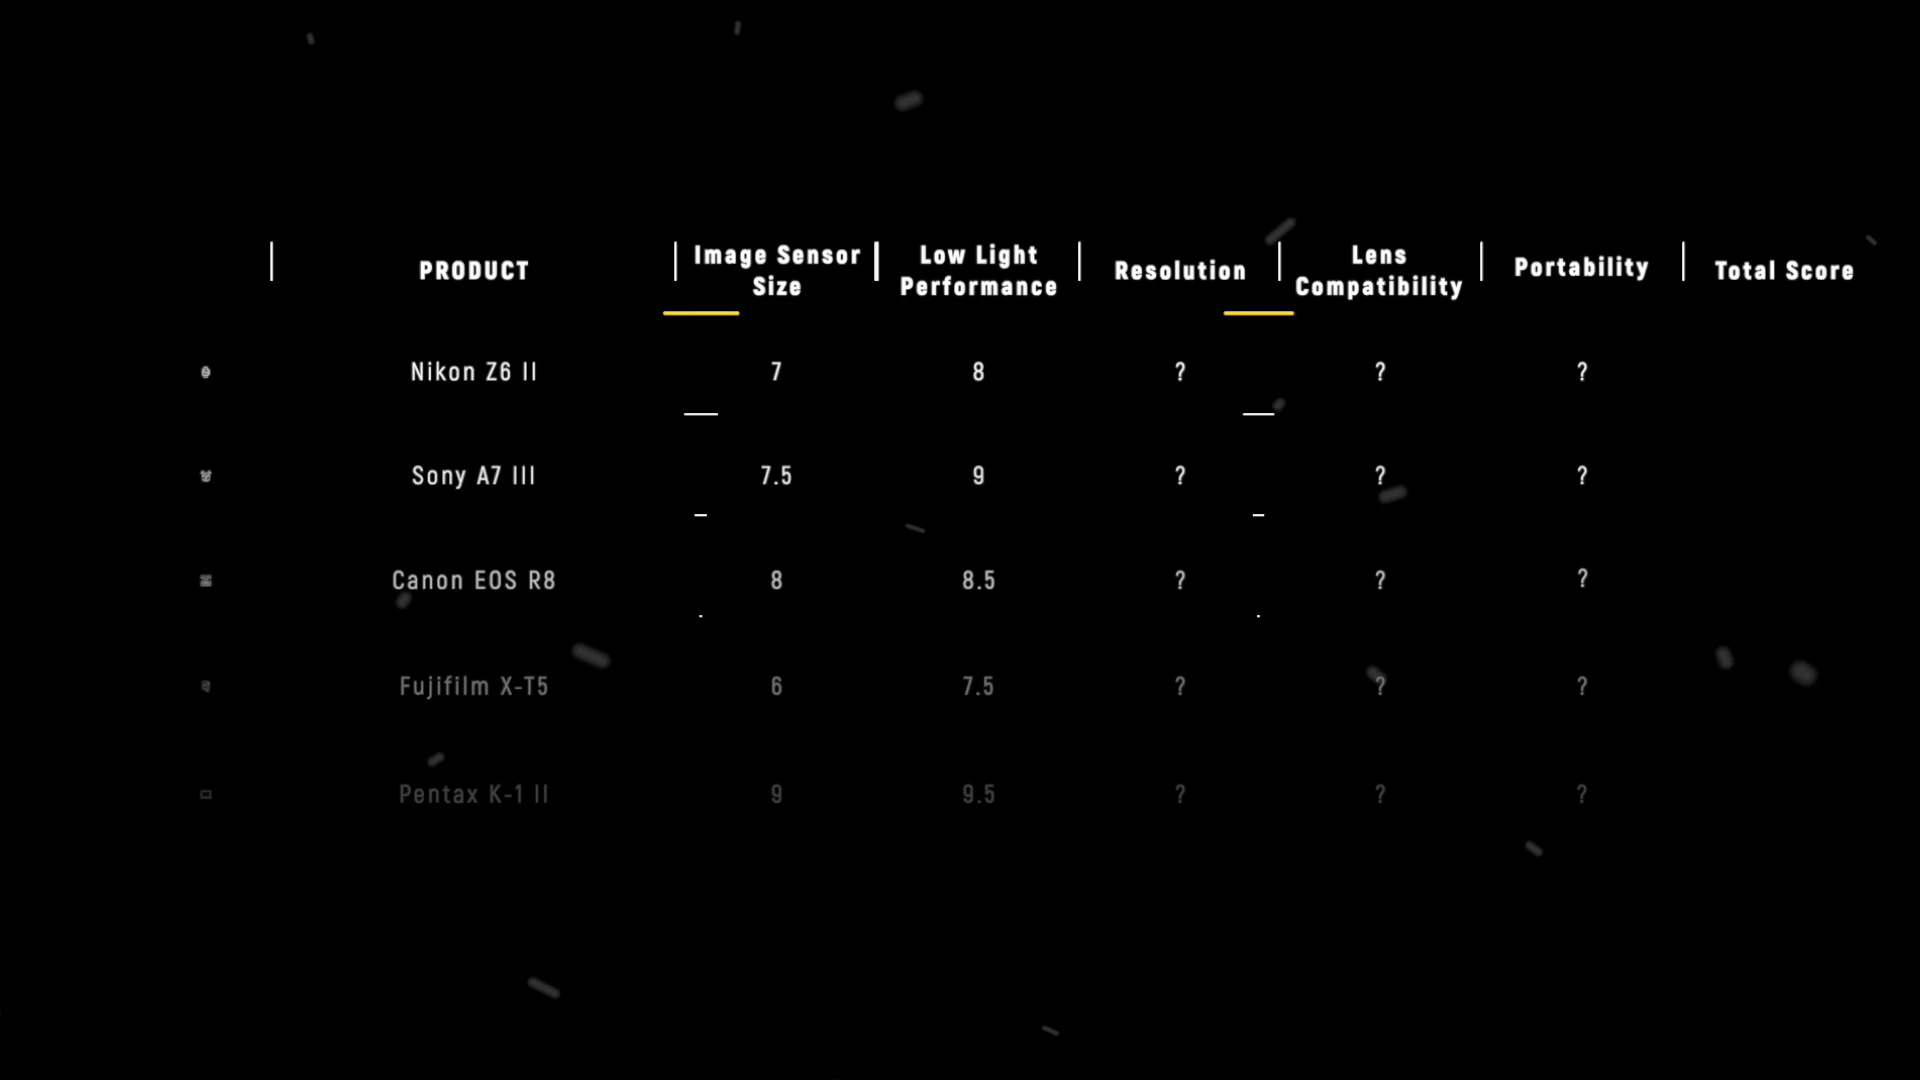 PRODUCT
Image Sensor
Size
Low Light
Performance
Resolution
Lens
Compatibility
Portability
Total Score
Nikon Z6 II 7 8 ? ? ?
Sony A7 III 7.5 9 ? ? ?
Canon EOS R8 8 8.5 ? ? ?
Fujifilm X-T5 6 7.5 ? ? ?
Pentax K-1 II 9 9.5 ? ? ?